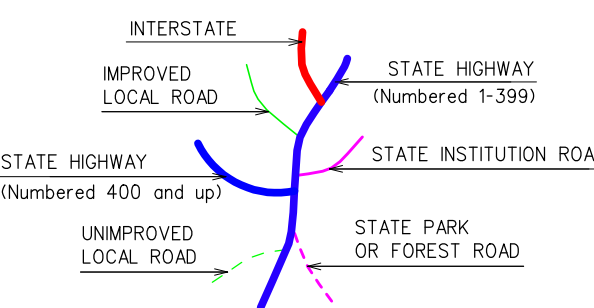 INTERSTATE
IMPROVED
LOCAL ROAD
STATE HIGHWAY
(Numbered 1-399)
STATE HIGHWAY
(Numbered 400 and up)
STATE INSTITUTION ROA
UNIMPROVED
LOCAL ROAD
STATE PARK
OR FOREST ROAD